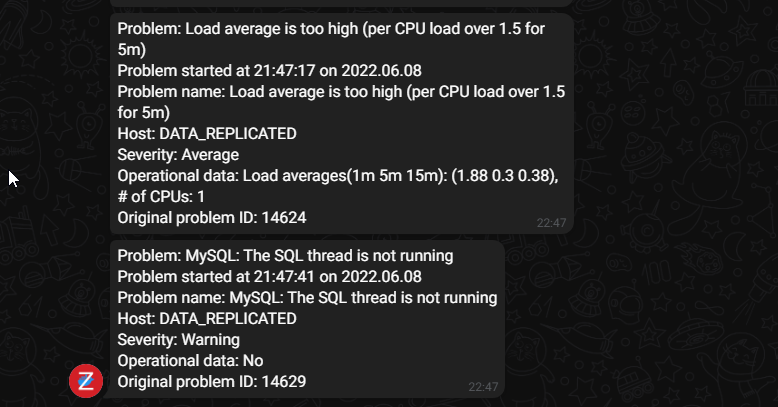 Problem: Load average is too high (per CPU load over 1.5 for
5m)
Problem started at 21:47:17 on 2022.06.08
Problem name: Load average is too high (per CPU load over 1.5
for 5m)
Host: DATA_REPLICATED
Severity: Average
Operational data: Load averages(1m 5m 15m): (1.88 0.3 0.38),
# of CPUs: 1
Original problem ID: 14624
22:47
Problem: MySQL: The SQL thread is not running
Problem started at 21:47:41 on 2022.06.08
Problem name: MySQL: The SQL thread is not running
Host: DATA_REPLICATED
Severity: Warning
Operational data: No
Original problem ID: 14629
22:47
Z